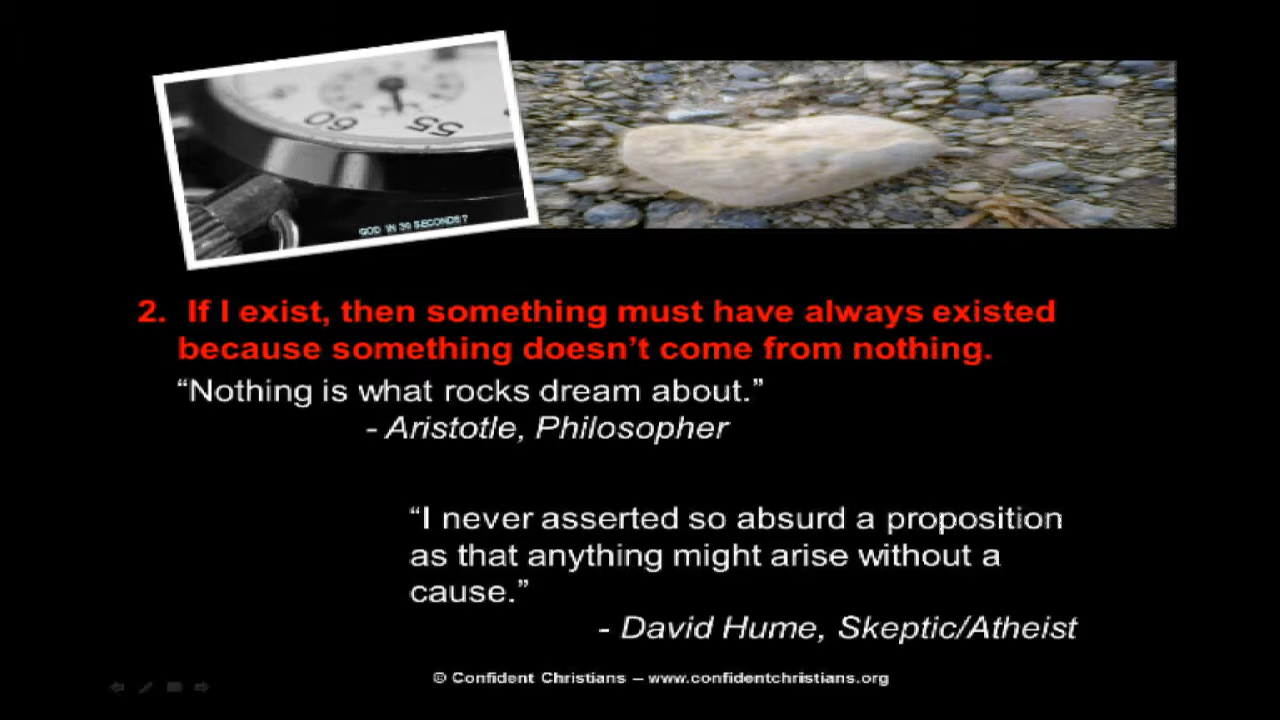 60
55
GOD IN 30 SECONDS?
2. If I exist, then something must have always existed
because something doesn't come from nothing.
“Nothing is what rocks dream about.”
- Aristotle, Philosopher
“I never asserted so absurd a proposition
as that anything might arise without a
cause.”
- David Hume, Skeptic/Atheist
© Confident Christians – www.confidentchristians.org